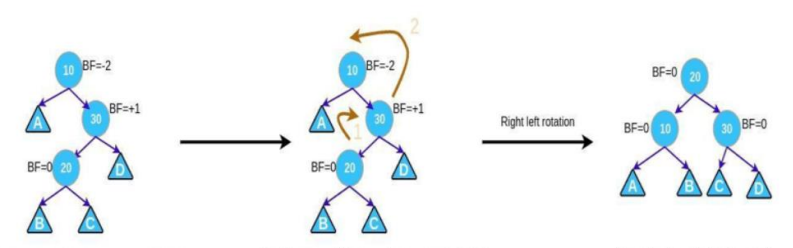 10 BF=-2
A 30 BF=+1
BF=0 20 D
B C
2
10 BF=-2
A 1 30 BF=+1
BF=0 20 D
B C
Right left rotation
BF=0 20
BF=0 10 30 BF=0
A B C D